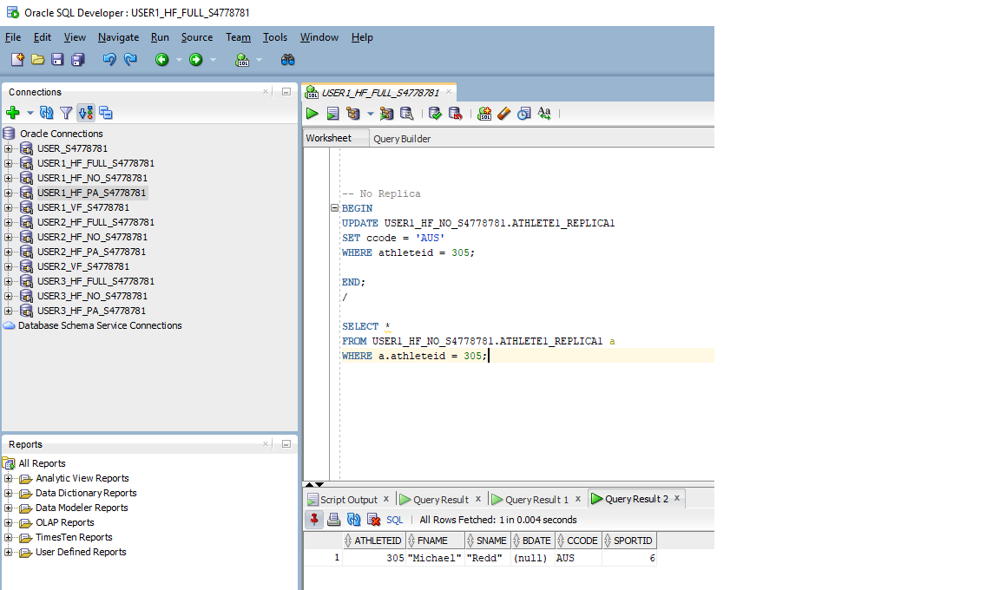 Oracle SQL Developer : USER1_HF_FULL_S4778781
File Edit View Navigate Run Source Team Tools Window Help
Connections
Oracle Connections
USER_S4778781
USER1_HF_FULL_S4778781
USER1_HF_NO_S4778781
USER1_HF_PA_S4778781
USER1_VF_S4778781
USER2_HF_FULL_S4778781
USER2_HF_NO_S4778781
USER2_HF_PA_S4778781
USER2_VF_S4778781
USER3_HF_FULL_S4778781
USER3_HF_NO_S4778781
USER3_HF_PA_S4778781
Database Schema Service Connections
Reports
All Reports
Analytic View Reports
Data Dictionary Reports
Data Modeler Reports
OLAP Reports
TimesTen Reports
User Defined Reports
USER1_HF_FULL_S4778781
Worksheet Query Builder
-- No Replica
BEGIN
UPDATE USER1_HF_NO_S4778781.ATHLETE1_REPLICA1
SET ccode = 'AUS'
WHERE athleteid = 305;
END;
/
SELECT *
FROM USER1_HF_NO_S4778781.ATHLETE1_REPLICA1 a
WHERE a.athleteid = 305;
Script Output x Query Result x Query Result 1 x Query Result 2 x
SQL All Rows Fetched: 1 in 0.004 seconds
ATHLETEID FNAME SNAME BDATE CCODE SPORTID
1 305 "Michael" "Redd" (null) AUS 6